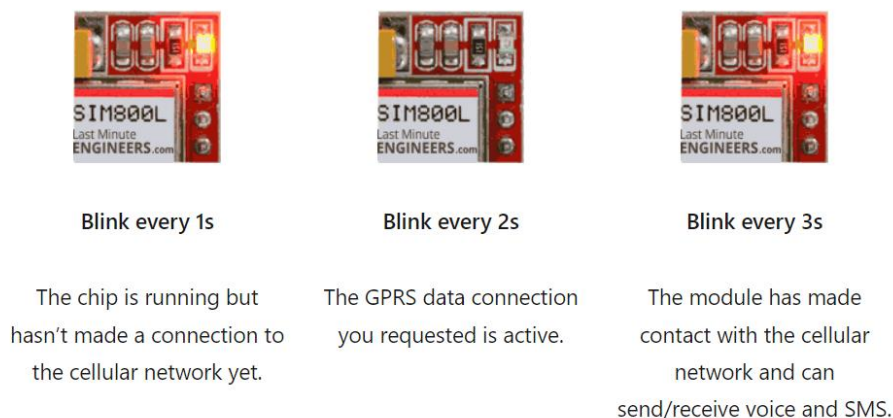 SIM800L
Last Minute
ENGINEERS.com
SIM800L
Last Minute
ENGINEERS.com
SIM800L
Last Minute
ENGINEERS.com
Blink every 1s
Blink every 2s
Blink every 3s
The chip is running but
hasn’t made a connection to
the cellular network yet.
The GPRS data connection
you requested is active.
The module has made
contact with the cellular
network and can
send/receive voice and SMS.